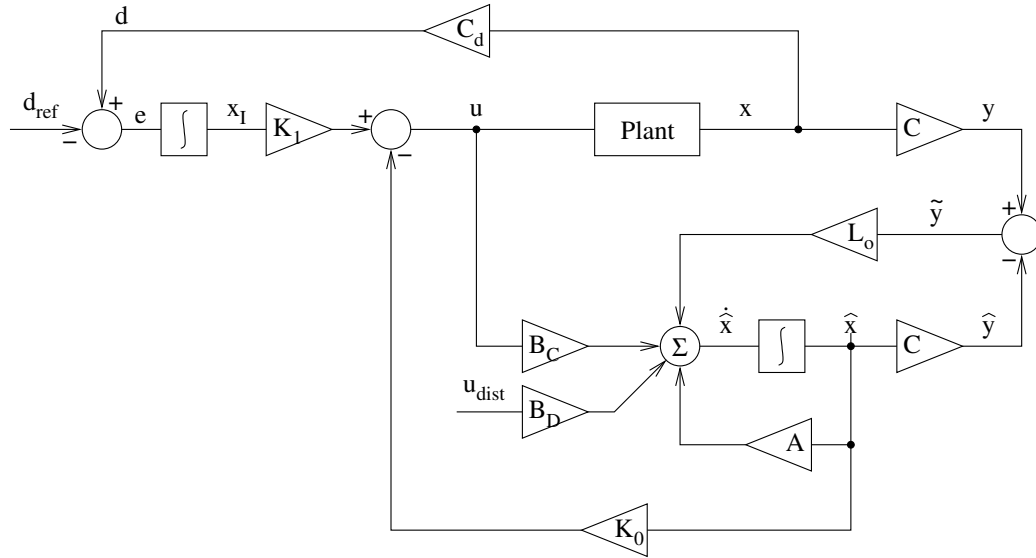 d
C_d
d_ref
+
−
e
∫
x_I
K_1
+
−
u
Plant
x
C
y
+
−
ỹ
L_o
B_C
Σ
x̂̇
∫
x̂
C
ŷ
u_dist
B_D
A
K_0